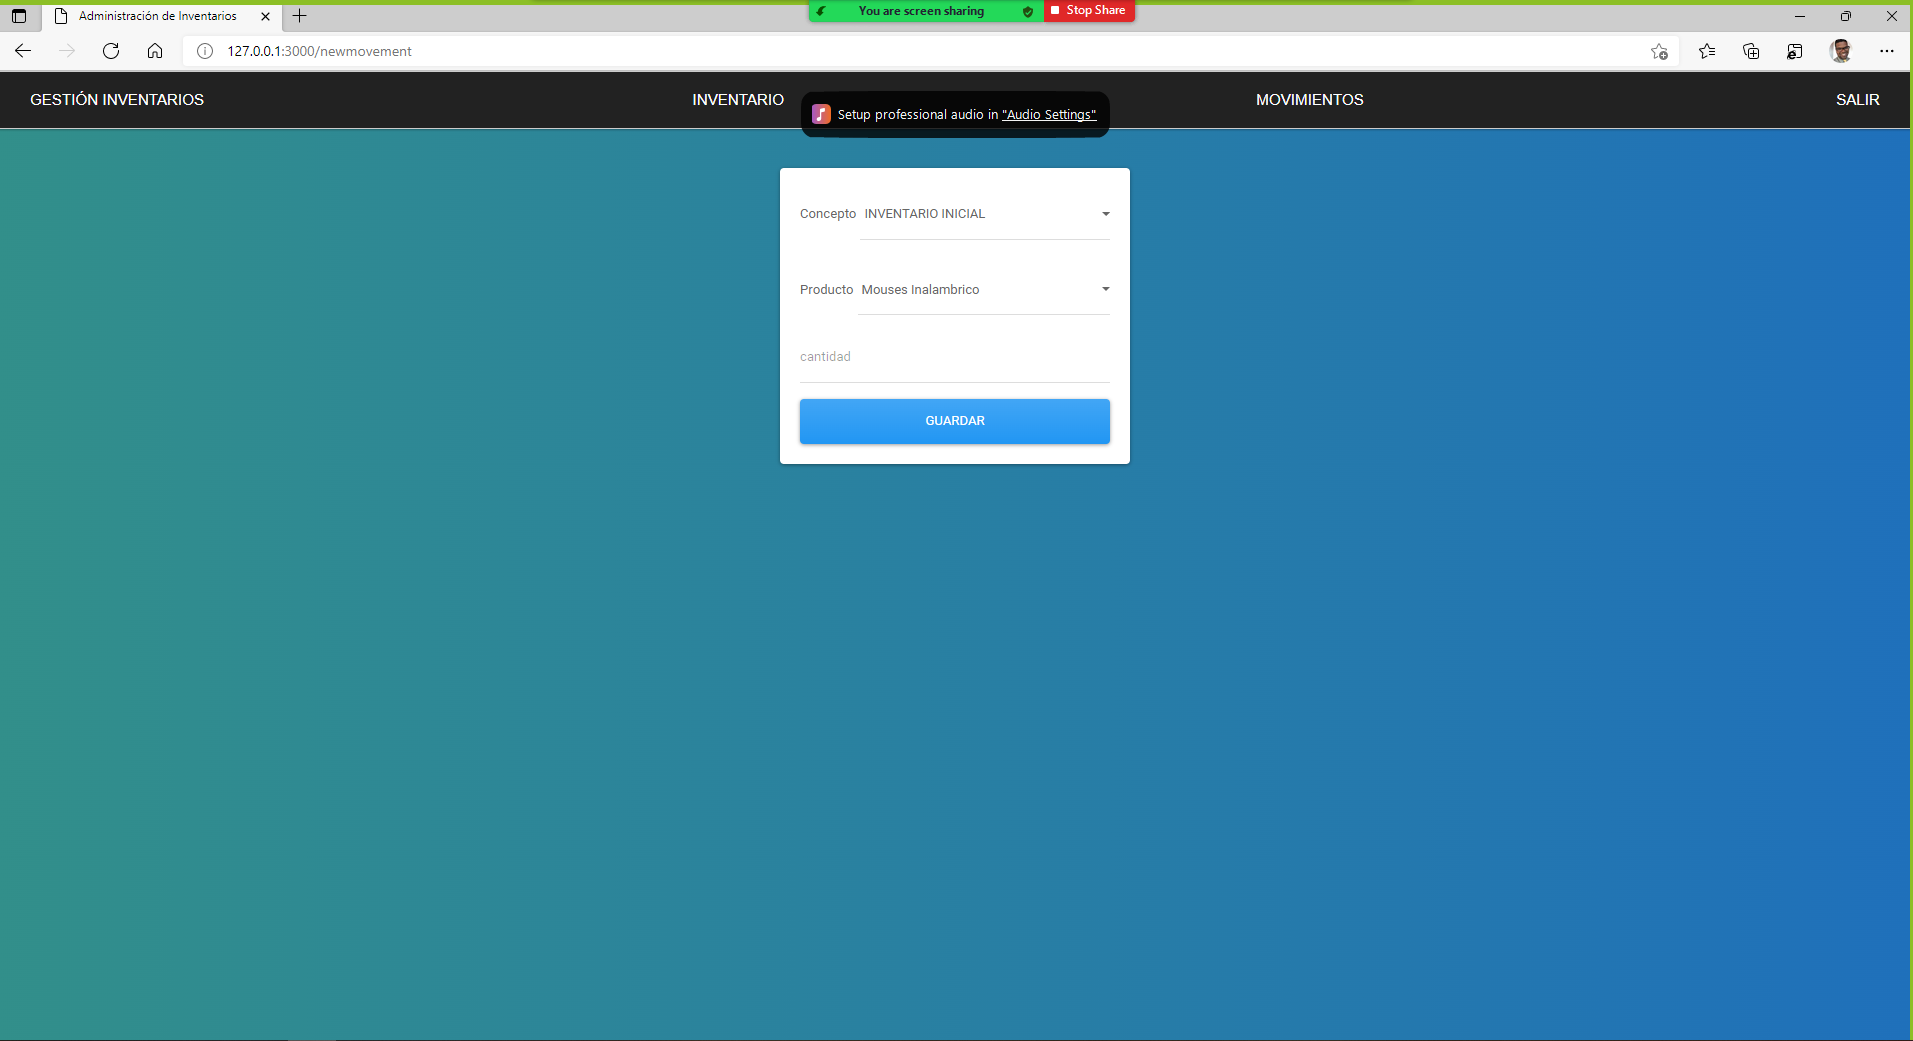 You are screen sharing
Stop Share
Administración de Inventarios
127.0.0.1:3000/newmovement
GESTIÓN INVENTARIOS
INVENTARIO
MOVIMIENTOS
SALIR
Setup professional audio in "Audio Settings"
Concepto INVENTARIO INICIAL
Producto Mouses Inalambrico
cantidad
GUARDAR